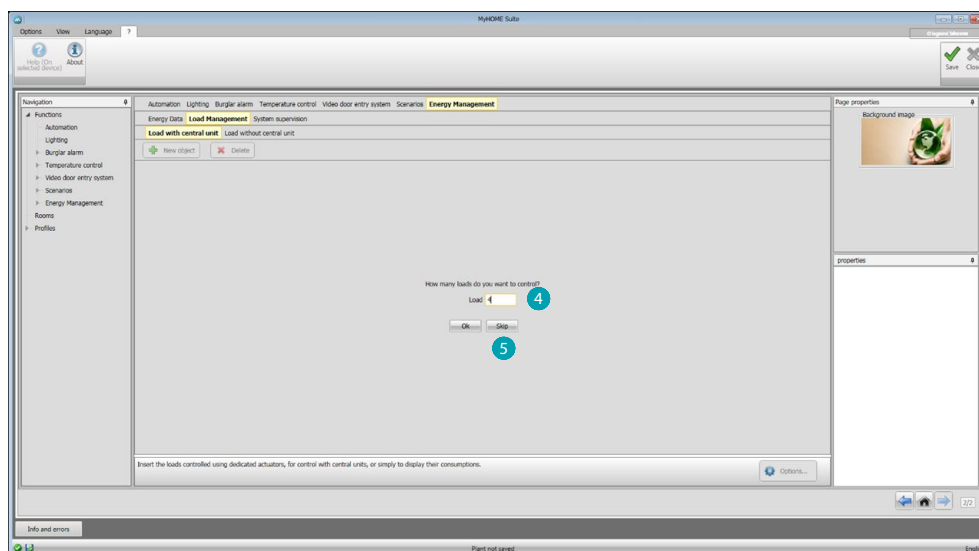 MyHOME Suite
Options View Language ?
Help (On selected device)
About
Save Close
Navigation
Functions
Automation
Lighting
Burglar alarm
Temperature control
Video door entry system
Scenarios
Energy Management
Rooms
Profiles
Automation Lighting Burglar alarm Temperature control Video door entry system Scenarios Energy Management
Energy Data Load Management System supervision
Load with central unit Load without central unit
New object Delete
How many loads do you want to control?
Load 4
4
Ok Skip
5
Insert the loads controlled using dedicated actuators, for control with central units, or simply to display their consumptions.
Options...
Page properties
Background image
properties
2/2
Info and errors
Plant not saved